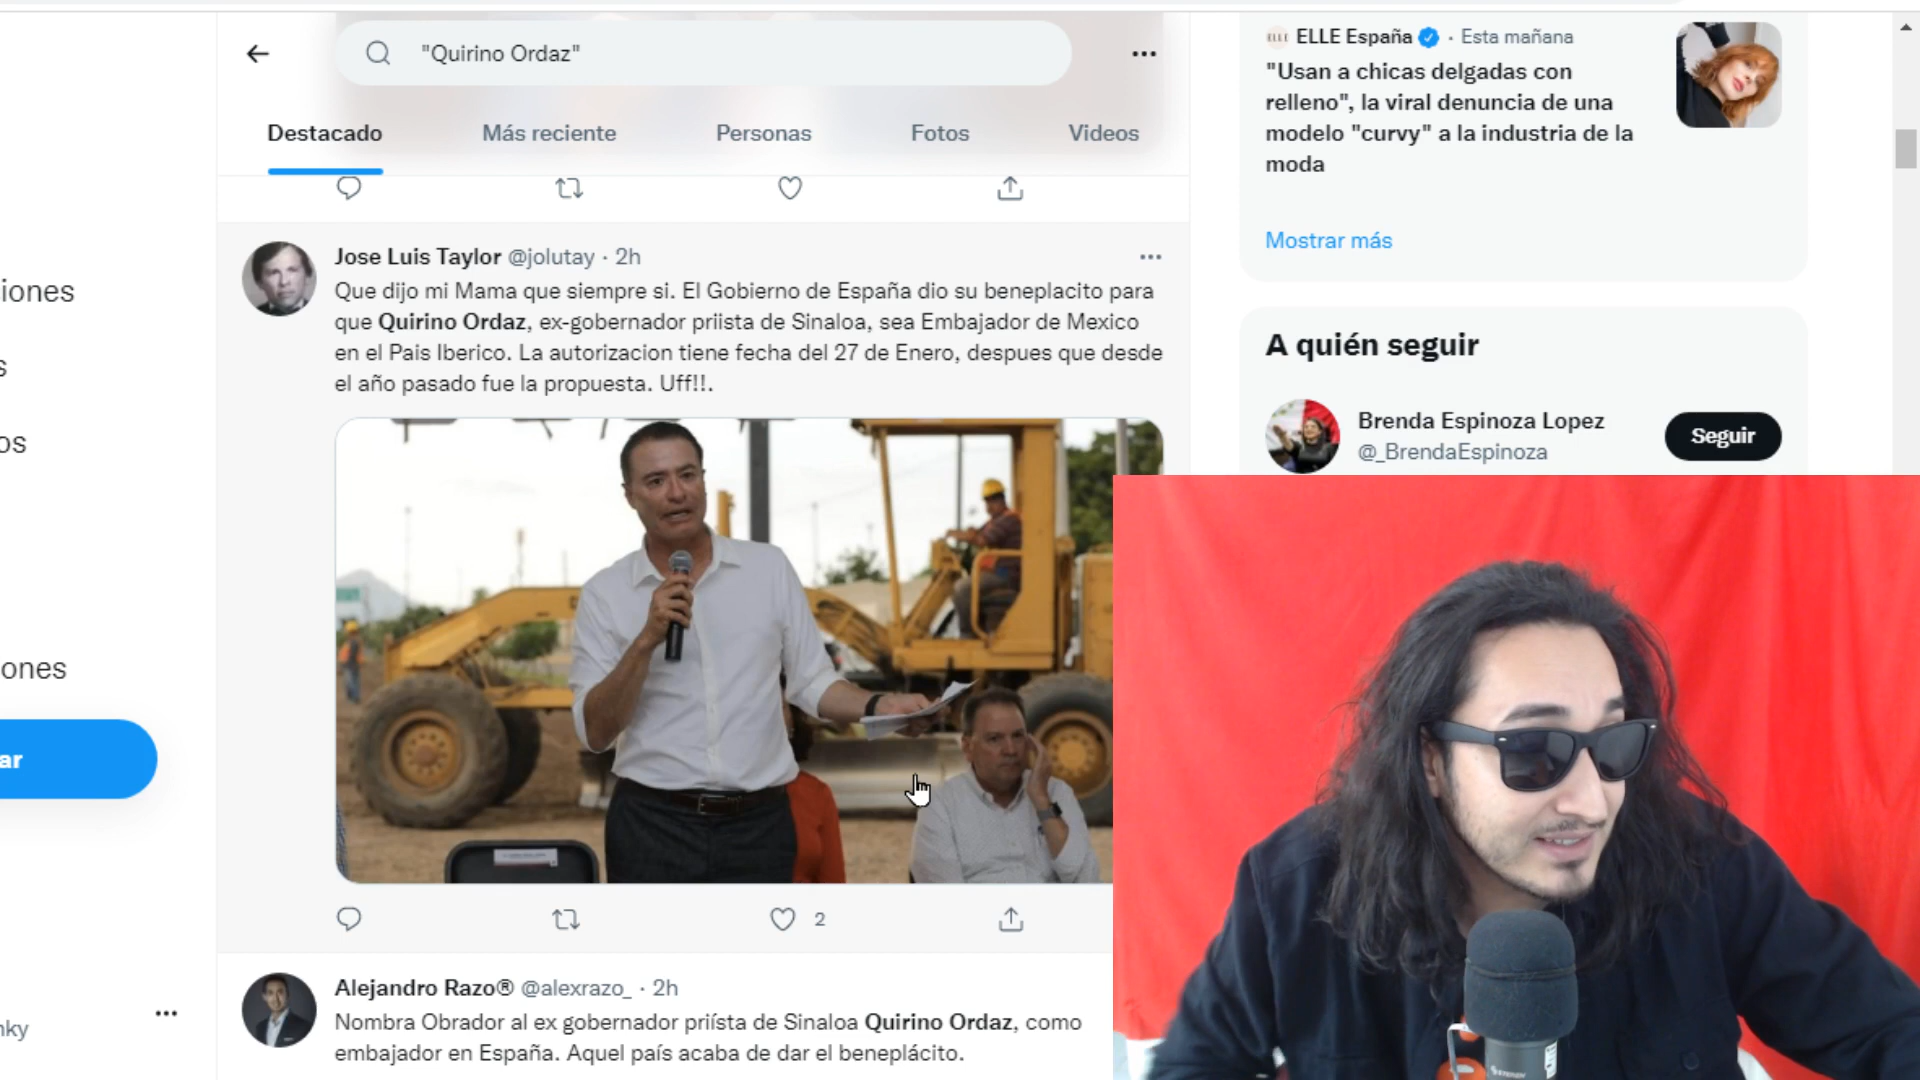 "Quirino Ordaz"
Destacado
Más reciente
Personas
Fotos
Videos
Jose Luis Taylor @jolutay · 2h
Que dijo mi Mama que siempre si. El Gobierno de España dio su beneplacito para
que Quirino Ordaz, ex-gobernador priista de Sinaloa, sea Embajador de Mexico
en el Pais Iberico. La autorizacion tiene fecha del 27 de Enero, despues que desde
el año pasado fue la propuesta. Uff!!.
2
Alejandro Razo® @alexrazo_ · 2h
Nombra Obrador al ex gobernador priísta de Sinaloa Quirino Ordaz, como
embajador en España. Aquel país acaba de dar el beneplácito.
iones
s
os
ones
ar
nky
ELLE
ELLE España · Esta mañana
"Usan a chicas delgadas con
relleno", la viral denuncia de una
modelo "curvy" a la industria de la
moda
Mostrar más
A quién seguir
Brenda Espinoza Lopez
@_BrendaEspinoza
Seguir